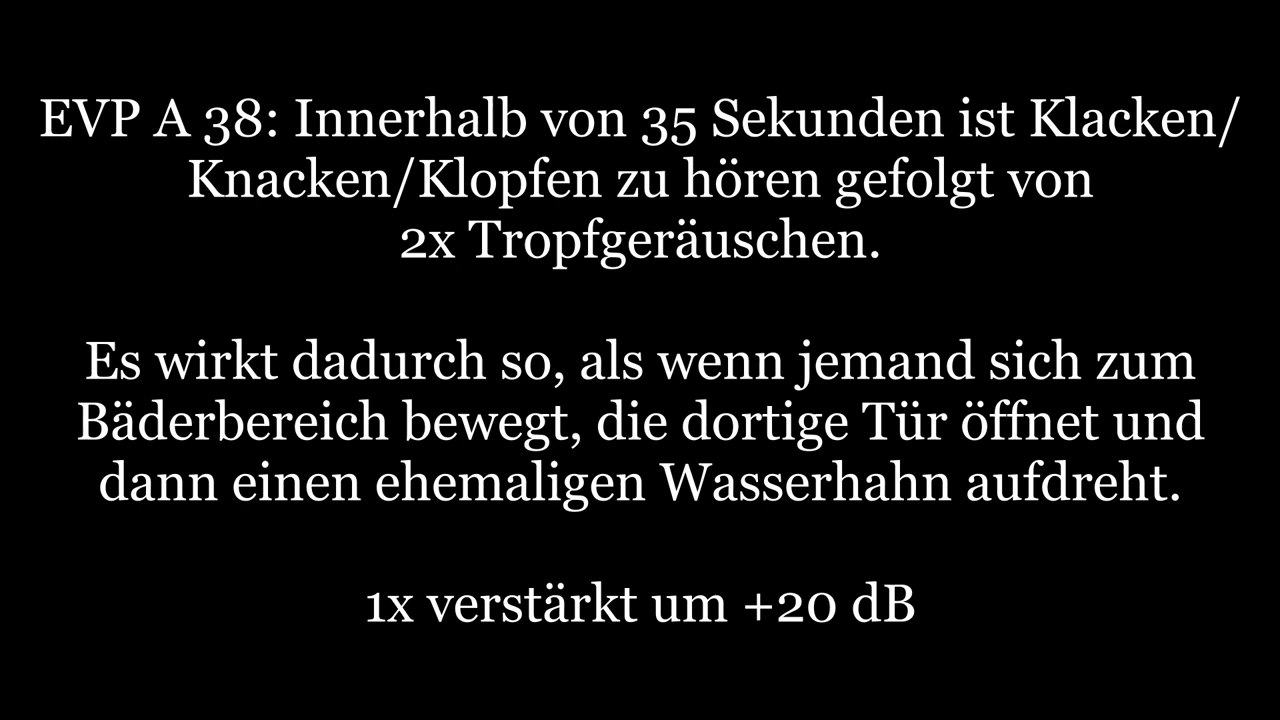 EVP A 38: Innerhalb von 35 Sekunden ist Klacken/
Knacken/Klopfen zu hören gefolgt von
2x Tropfgeräuschen.
Es wirkt dadurch so, als wenn jemand sich zum
Bäderbereich bewegt, die dortige Tür öffnet und
dann einen ehemaligen Wasserhahn aufdreht.
1x verstärkt um +20 dB